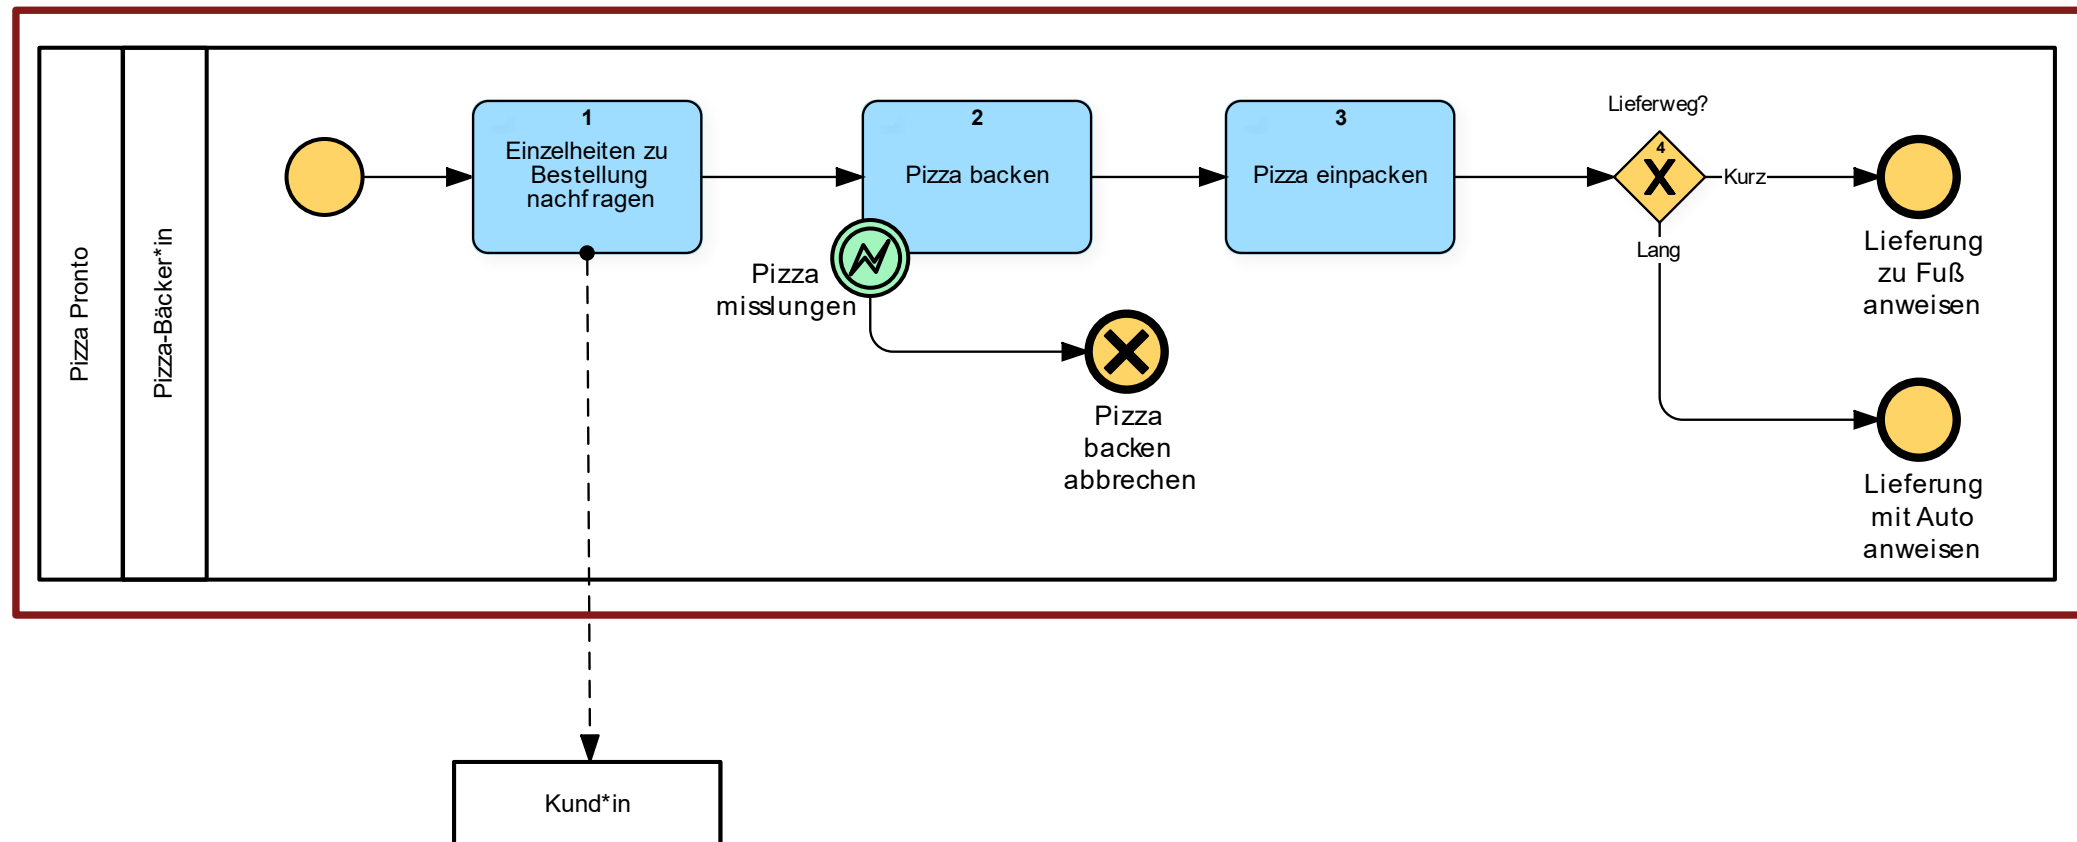 Pizza Pronto
Pizza-Bäcker*in
1
Einzelheiten zu
Bestellung
nachfragen
2
Pizza backen
Pizza
misslungen
Pizza
backen
abbrechen
3
Pizza einpacken
Lieferweg?
4
Kurz
Lang
Lieferung
zu Fuß
anweisen
Lieferung
mit Auto
anweisen
Kund*in